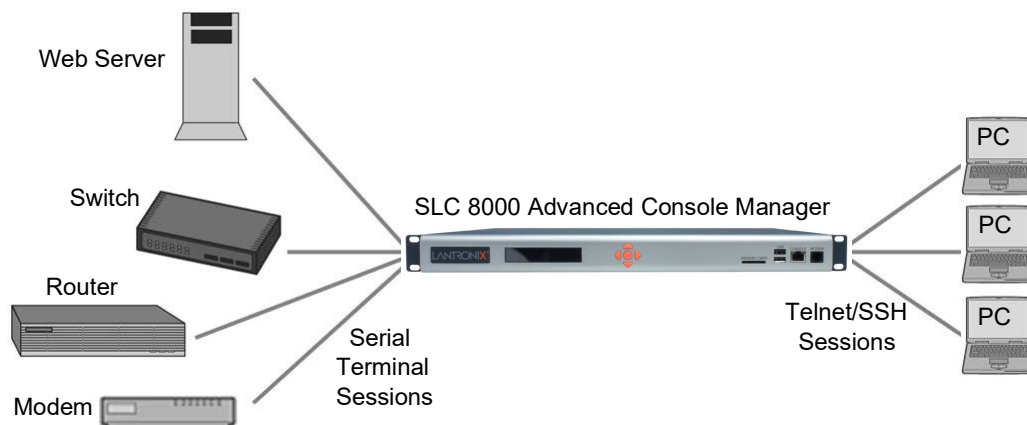 Web Server
PC
Switch
SLC 8000 Advanced Console Manager
PC
LANTRONIX
Router
Telnet/SSH
Sessions
PC
Serial
Terminal
Sessions
Modem